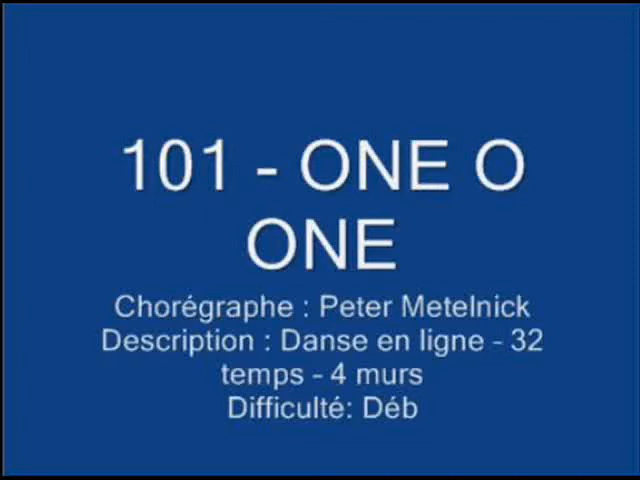 101 - ONE O
ONE
Chorégraphe : Peter Metelnick
Description : Danse en ligne - 32
temps - 4 murs
Difficulté: Déb